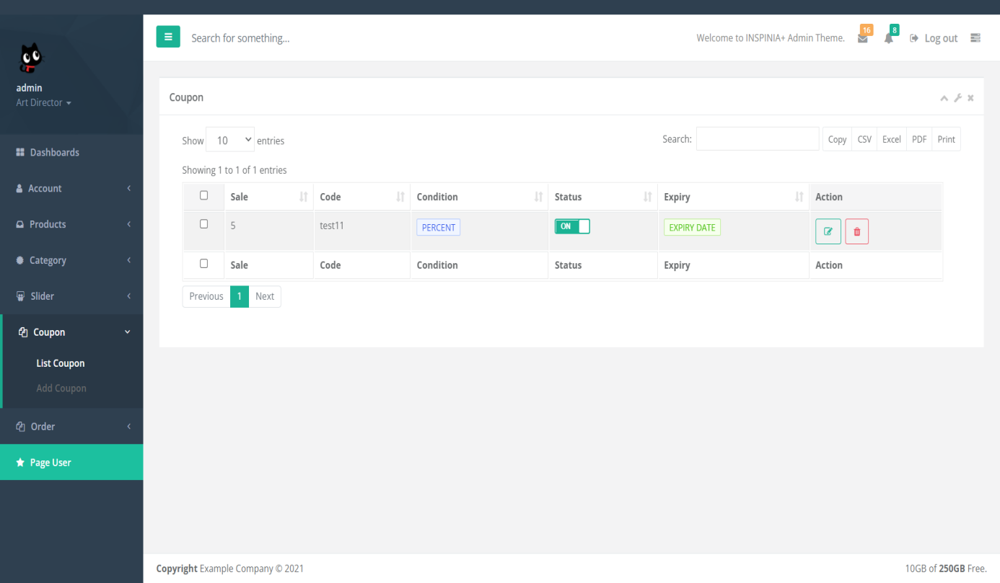 Search for something...
Welcome to INSPINIA+ Admin Theme.
16
8
Log out
admin
Art Director
Dashboards
Account
Products
Category
Slider
Coupon
List Coupon
Add Coupon
Order
Page User
Coupon
Show 10 entries
Search:
Copy CSV Excel PDF Print
Showing 1 to 1 of 1 entries
Sale Code Condition Status Expiry Action
5 test11 PERCENT ON EXPIRY DATE
Sale Code Condition Status Expiry Action
Previous 1 Next
Copyright Example Company © 2021
10GB of 250GB Free.